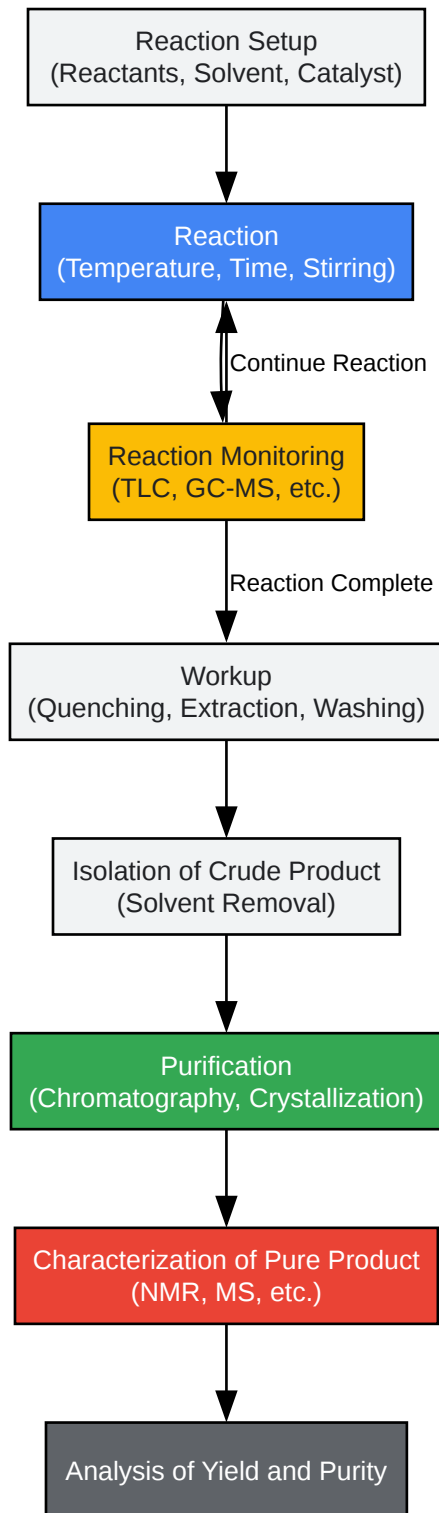 Reaction Setup
(Reactants, Solvent, Catalyst)
Reaction
(Temperature, Time, Stirring)
Continue Reaction
Reaction Monitoring
(TLC, GC-MS, etc.)
Reaction Complete
Workup
(Quenching, Extraction, Washing)
Isolation of Crude Product
(Solvent Removal)
Purification
(Chromatography, Crystallization)
Characterization of Pure Product
(NMR, MS, etc.)
Analysis of Yield and Purity